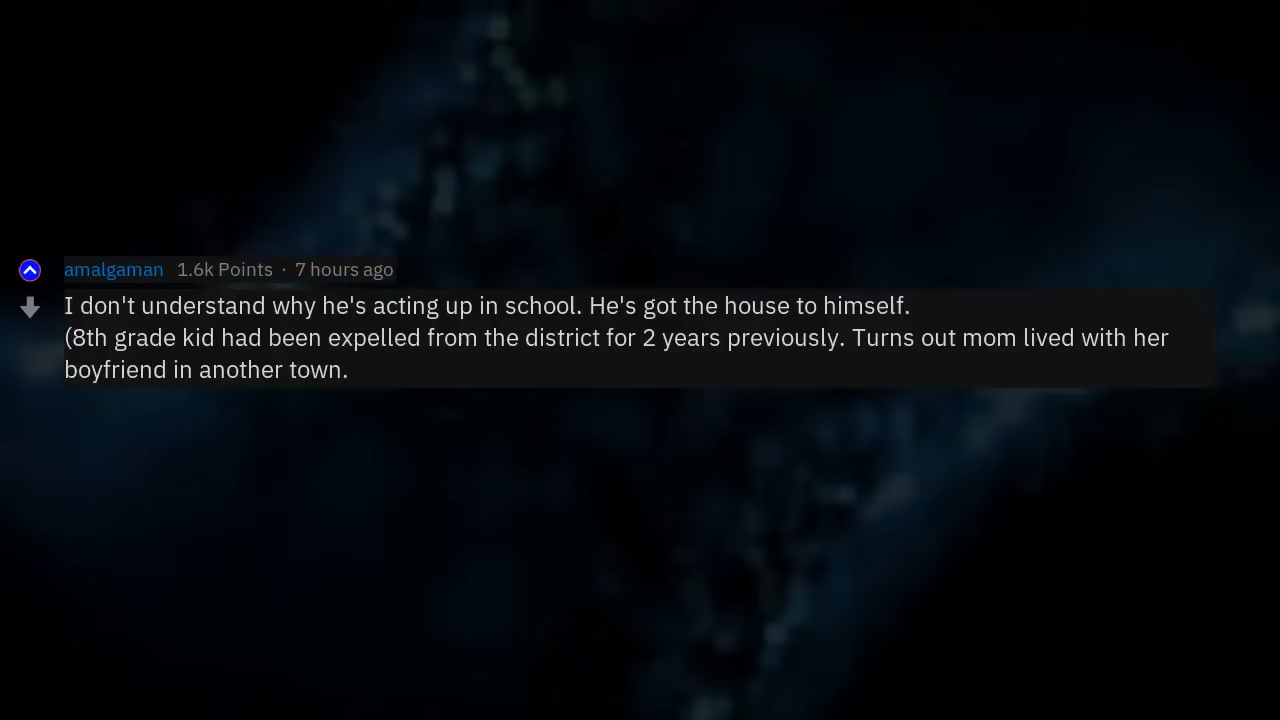 amalgaman 1.6k Points · 7 hours ago
I don't understand why he's acting up in school. He's got the house to himself.
(8th grade kid had been expelled from the district for 2 years previously. Turns out mom lived with her
boyfriend in another town.